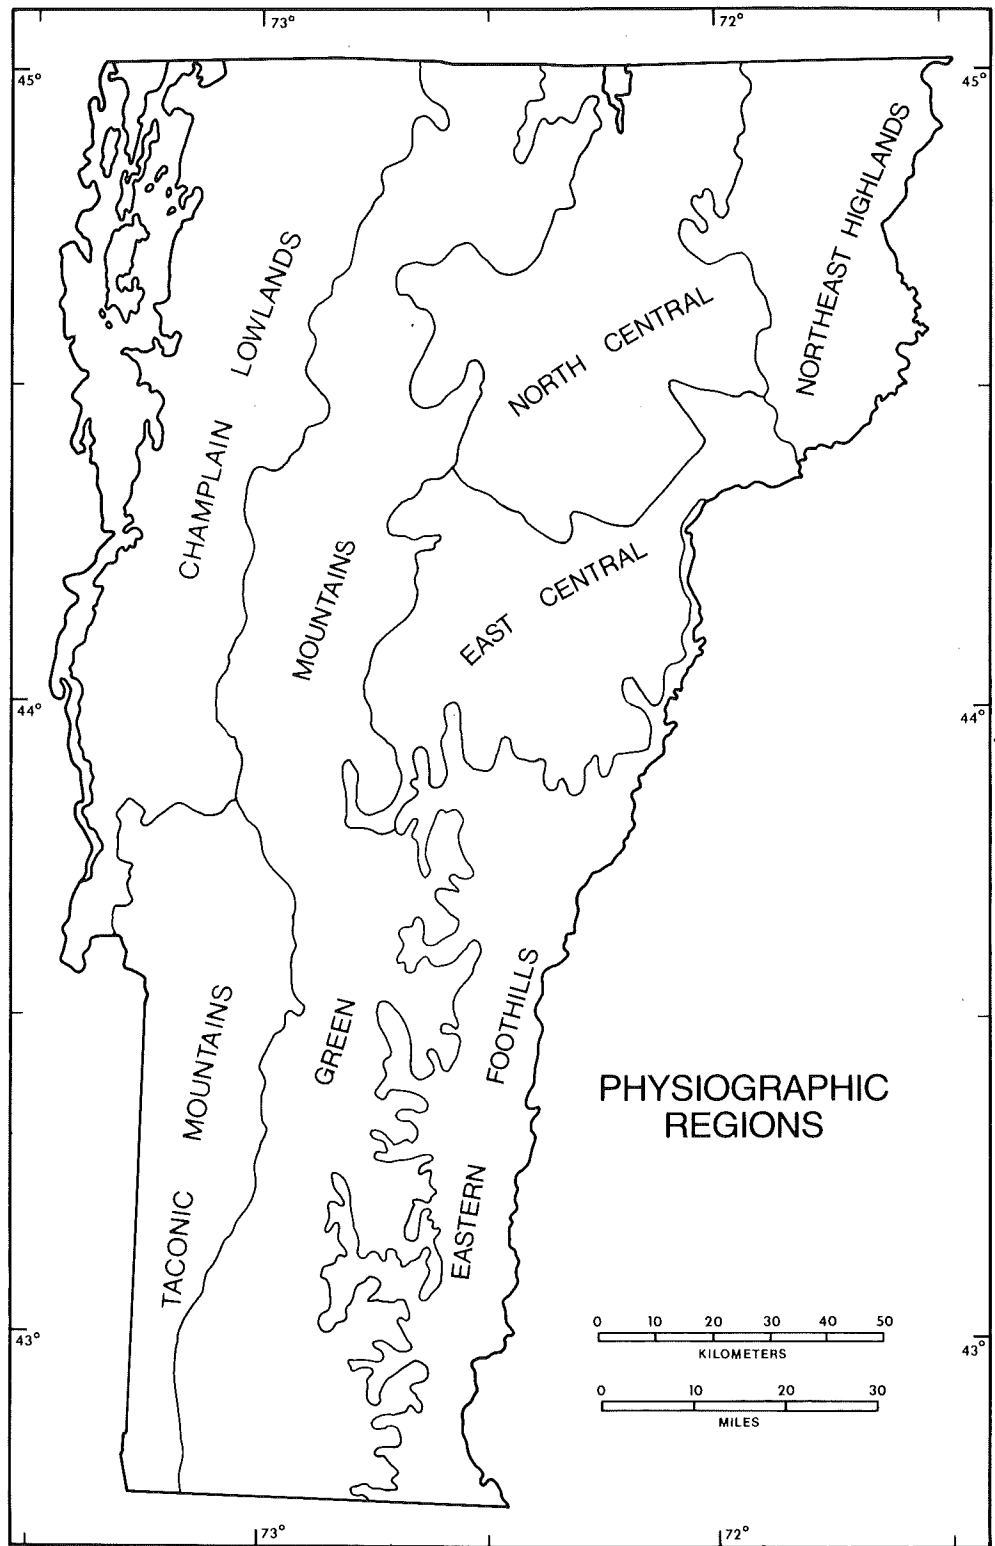 73°
72°
45°
45°
CHAMPLAIN LOWLANDS
NORTHEAST HIGHLANDS
NORTH CENTRAL
EAST CENTRAL
GREEN MOUNTAINS
44°
44°
TACONIC MOUNTAINS
EASTERN FOOTHILLS
PHYSIOGRAPHIC
REGIONS
0 10 20 30 40 50
KILOMETERS
0 10 20 30
MILES
43°
43°
73°
72°